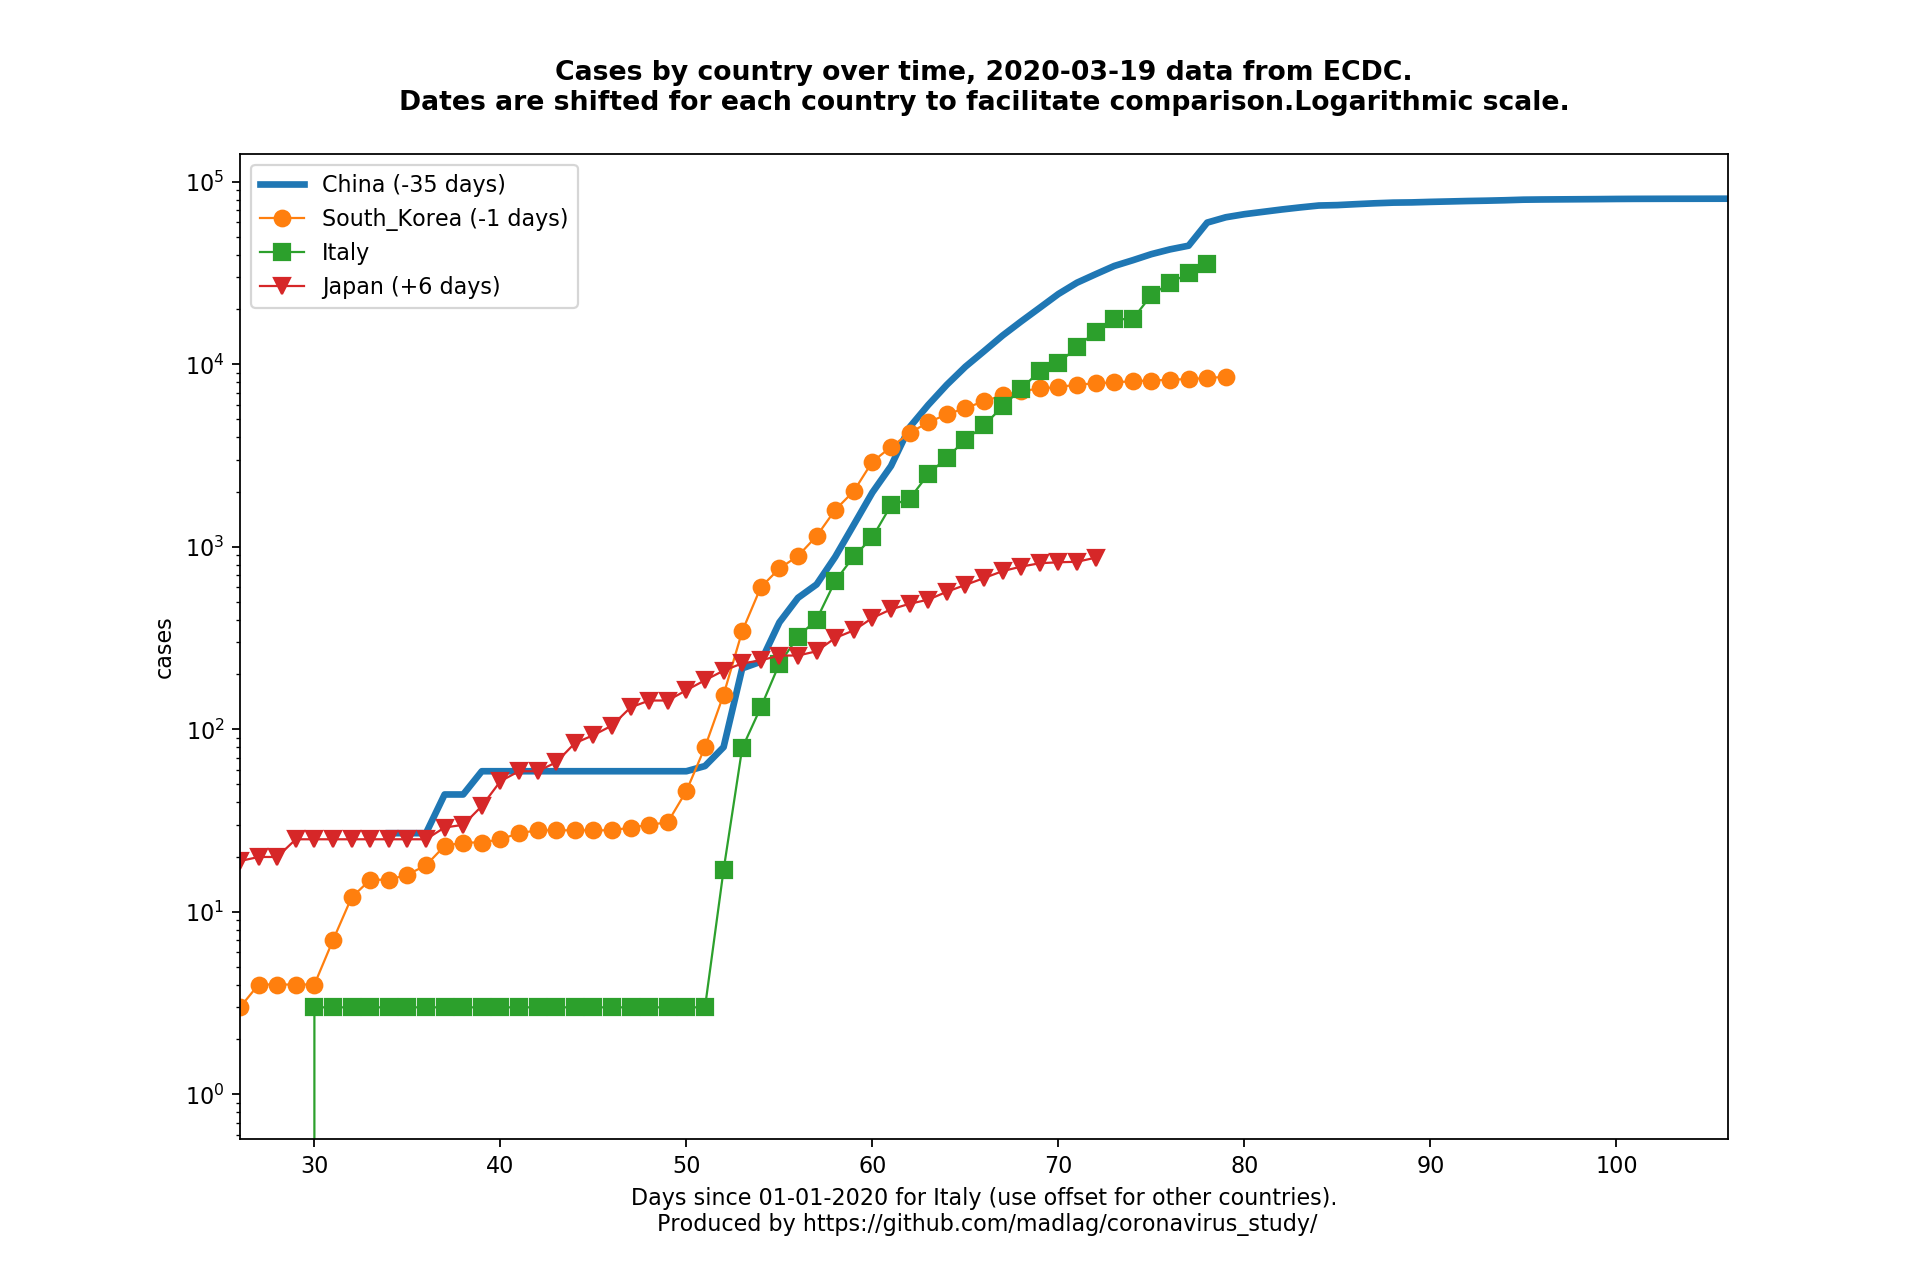 Cases by country over time, 2020-03-19 data from ECDC.
Dates are shifted for each country to facilitate comparison.Logarithmic scale.
China (-35 days)
South_Korea (-1 days)
Italy
Japan (+6 days)
cases
10⁵
10⁴
10³
10²
10¹
10⁰
30 40 50 60 70 80 90 100
Days since 01-01-2020 for Italy (use offset for other countries).
Produced by https://github.com/madlag/coronavirus_study/